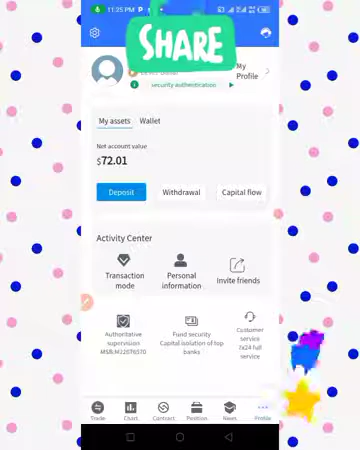 11:25 PM P
SHARE
My
Profile
security authentication
My assets Wallet
Net account value
$72.01
Deposit Withdrawal Capital flow
Activity Center
Transaction
mode
Personal
information
Invite friends
Authoritative
supervision
Fund security
Capital isolation of top
banks
Customer
service
7x24 full
service
Trade Chart Contract Position News Profile